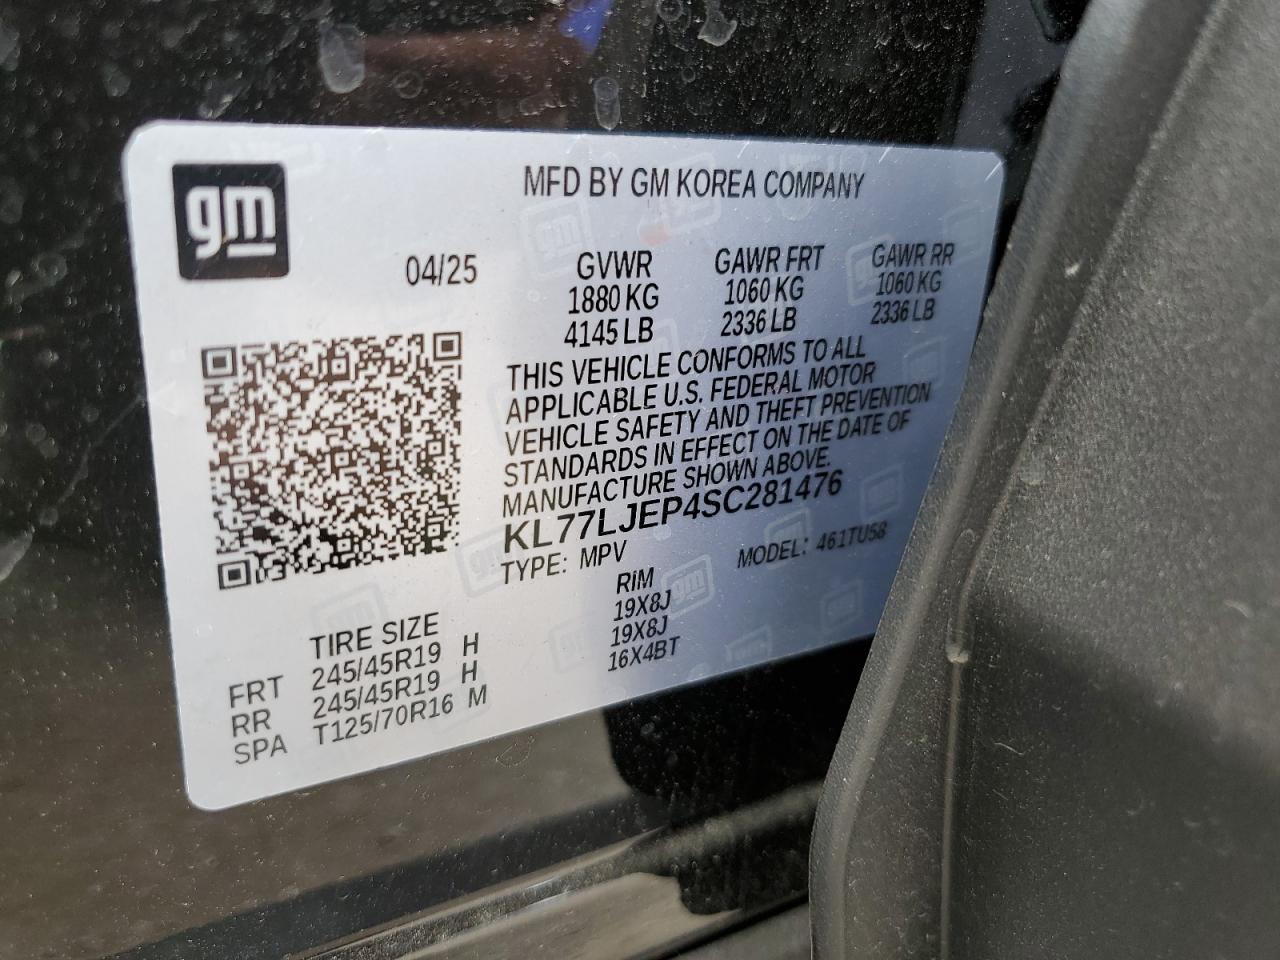 gm
MFD BY GM KOREA COMPANY
04/25
GVWR GAWR FRT GAWR RR
1880 KG 1060 KG 1060 KG
4145 LB 2336 LB 2336 LB
THIS VEHICLE CONFORMS TO ALL
APPLICABLE U.S. FEDERAL MOTOR
VEHICLE SAFETY AND THEFT PREVENTION
STANDARDS IN EFFECT ON THE DATE OF
MANUFACTURE SHOWN ABOVE.
KL77LJEP4SC281476
TYPE: MPV MODEL: 461TU58
TIRE SIZE RIM
FRT 245/45R19 H 19X8J
RR 245/45R19 H 19X8J
SPA T125/70R16 M 16X4BT